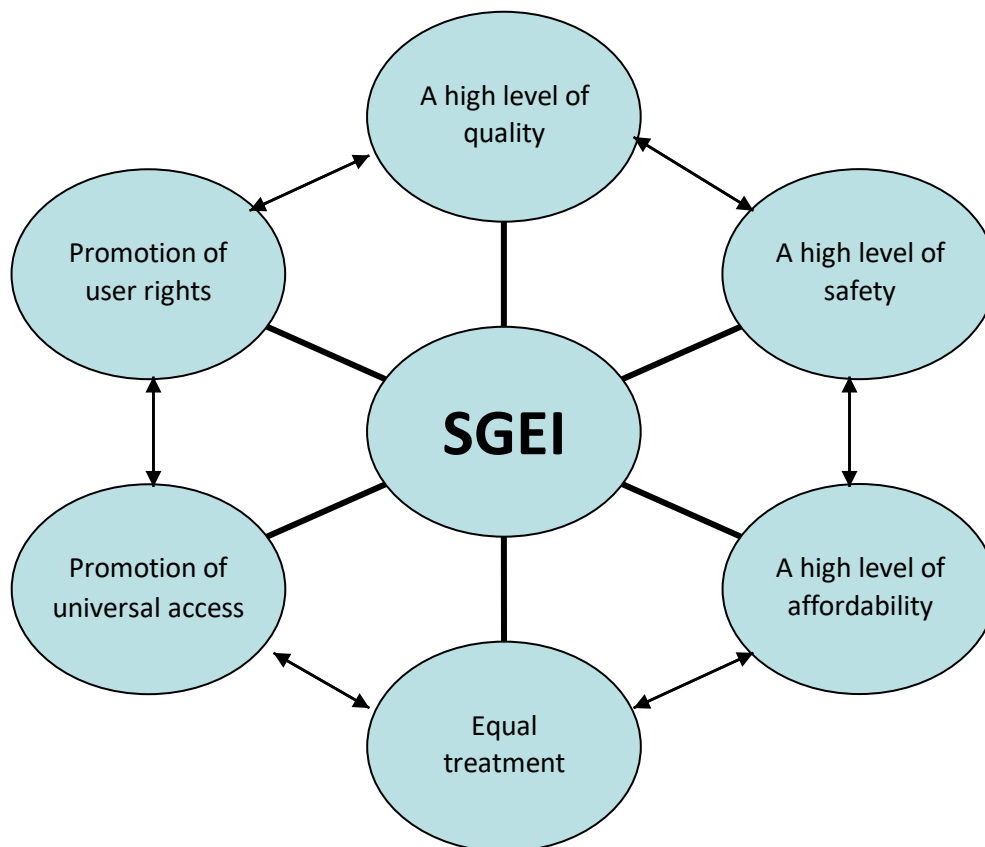 A high level of
quality
Promotion of
user rights
A high level of
safety
SGEI
Promotion of
universal access
A high level of
affordability
Equal
treatment